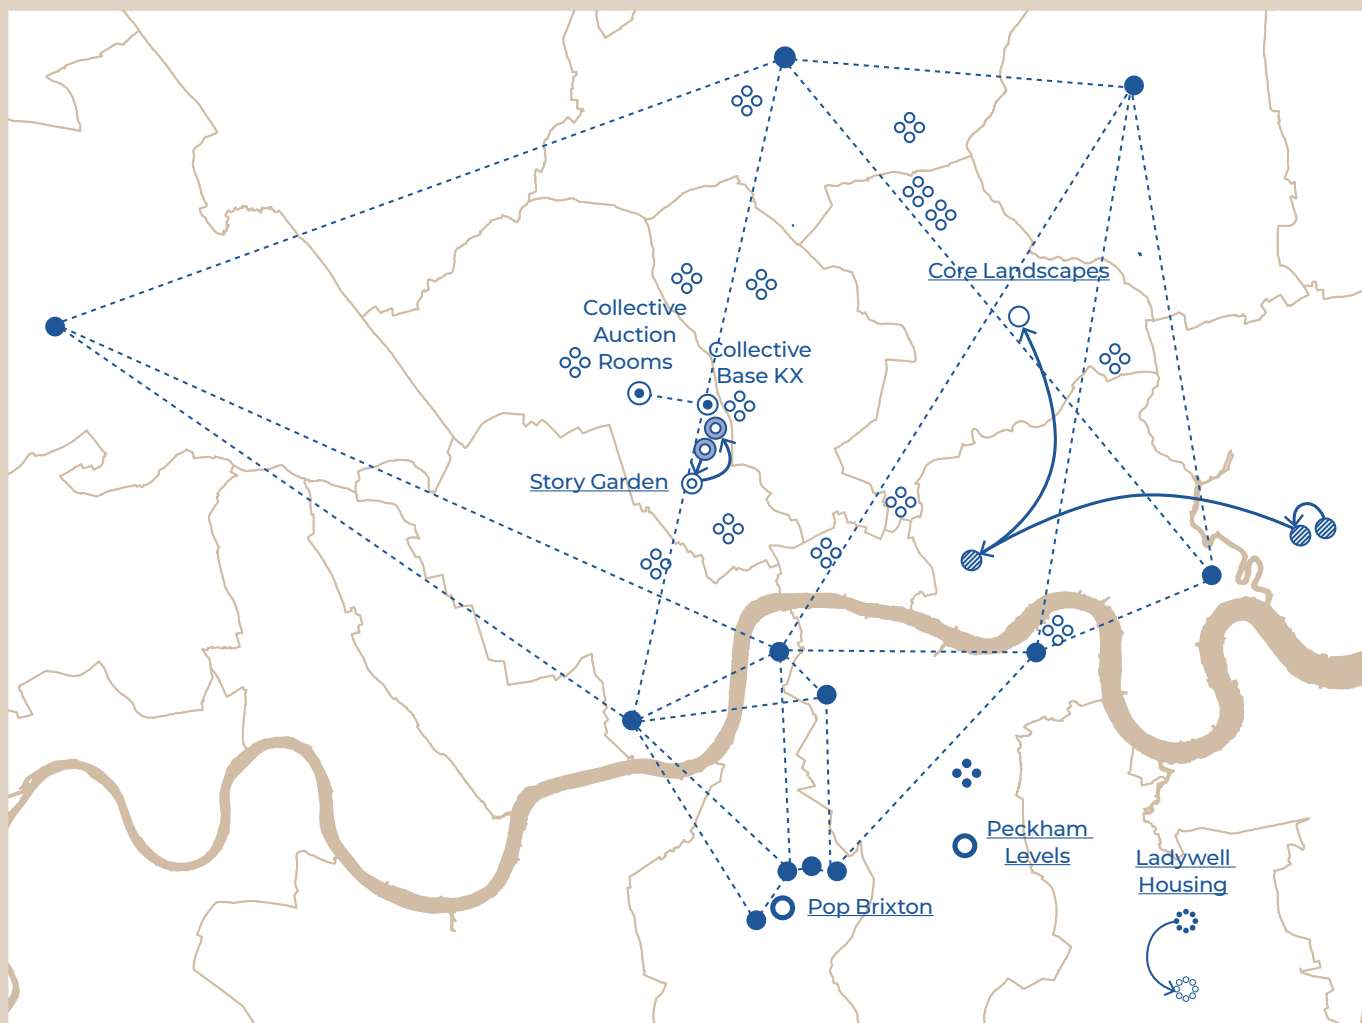 Core Landscapes
Collective
Auction
Rooms
Collective
Base KX
Story Garden
Peckham
Levels
Ladywell
Housing
Pop Brixton